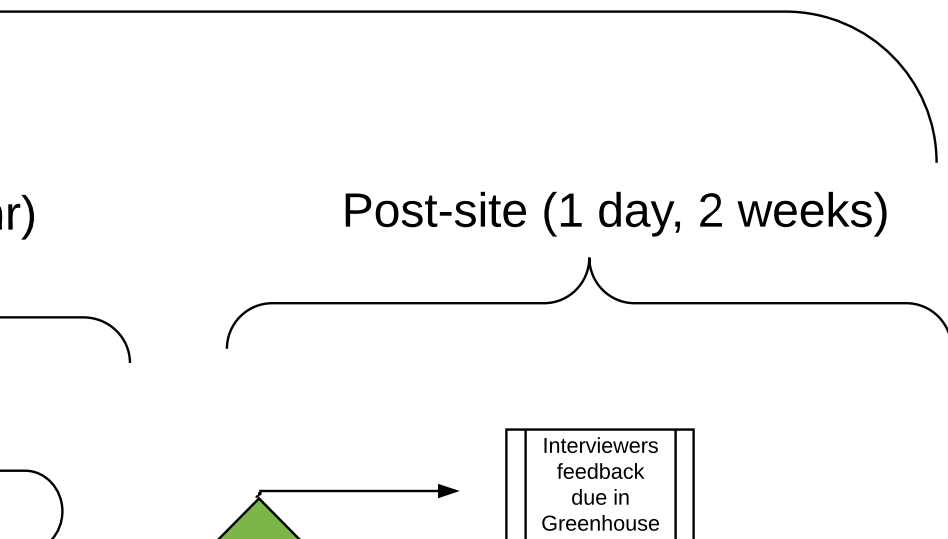 Post-site (1 day, 2 weeks)
Interviewers
feedback
due in
Greenhouse